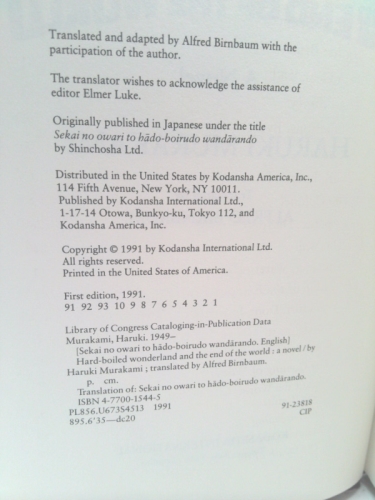 Translated and adapted by Alfred Birnbaum with the
participation of the author.
The translator wishes to acknowledge the assistance of
editor Elmer Luke.
Originally published in Japanese under the title
Sekai no owari to hādo-boirudo wandārando
by Shinchosha Ltd.
Distributed in the United States by Kodansha America, Inc.,
114 Fifth Avenue, New York, NY 10011.
Published by Kodansha International Ltd.,
1-17-14 Otowa, Bunkyo-ku, Tokyo 112, and
Kodansha America, Inc.
Copyright © 1991 by Kodansha International Ltd.
All rights reserved.
Printed in the United States of America.
First edition, 1991.
91 92 93 10 9 8 7 6 5 4 3 2 1
Library of Congress Cataloging-in-Publication Data
Murakami, Haruki. 1949–
[Sekai no owari to hādo-boirudo wandārando. English]
Hard-boiled wonderland and the end of the world : a novel / by
Haruki Murakami ; translated by Alfred Birnbaum.
p. cm.
Translation of: Sekai no owari to hādo-boirudo wandārando.
ISBN 4-7700-1544-5
PL856.U673S4513 1991
895.6'35—dc20
91-23818
CIP